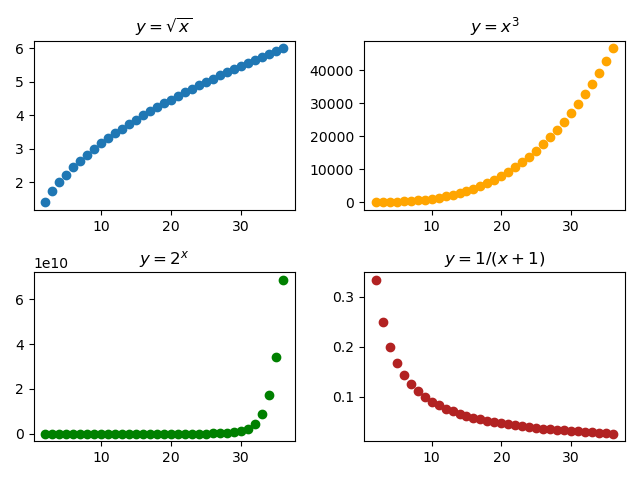 y = √x
6
5
4
3
2
10 20 30
y = x³
40000
30000
20000
10000
0
10 20 30
1e10
y = 2ˣ
6
4
2
0
10 20 30
y = 1/(x + 1)
0.3
0.2
0.1
10 20 30